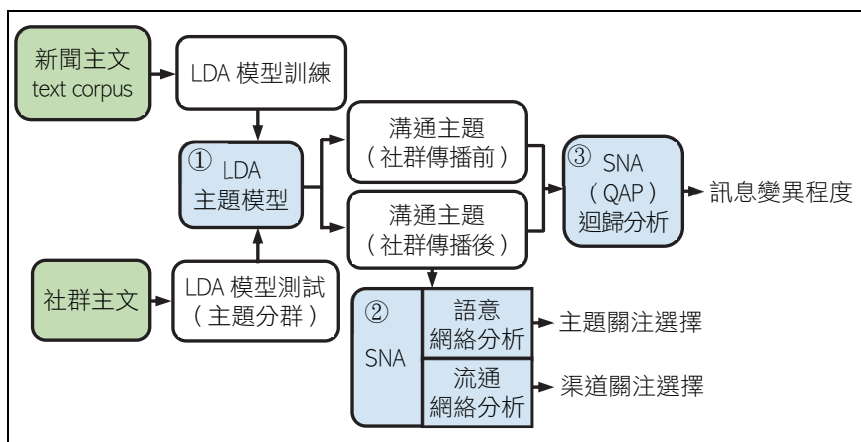 新聞主文
text corpus
LDA 模型訓練
① LDA
主題模型
社群主文
LDA 模型測試
（主題分群）
溝通主題
（社群傳播前）
溝通主題
（社群傳播後）
② SNA
語意
網絡分析
流通
網絡分析
主題關注選擇
渠道關注選擇
③ SNA
（QAP）
迴歸分析
訊息變異程度